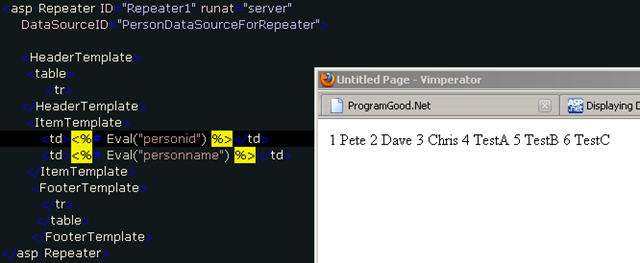 <asp Repeater ID="Repeater1" runat="server"
DataSourceID="PersonDataSourceForRepeater">
<HeaderTemplate>
<table>
<tr>
</HeaderTemplate>
<ItemTemplate>
<td><%# Eval("personid") %></td>
<td><%# Eval("personname") %></td>
</ItemTemplate>
<FooterTemplate>
</tr>
</table>
</FooterTemplate>
</asp Repeater>
Untitled Page - Vimperator
ProgramGood.Net
ASP
Displaying D
1 Pete 2 Dave 3 Chris 4 TestA 5 TestB 6 TestC